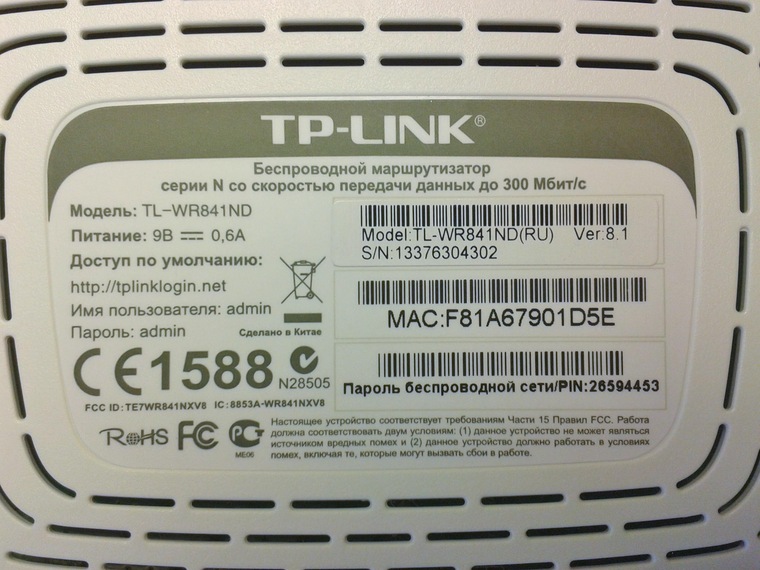 TP-LINK®
Беспроводной маршрутизатор
серии N со скоростью передачи данных до 300 Мбит/с
Модель: TL-WR841ND
Питание: 9В 0,6А
Доступ по умолчанию:
http://tplinklogin.net
Имя пользователя: admin
Пароль: admin
Сделано в Китае
Model:TL-WR841ND(RU) Ver:8.1
S/N:13376304302
MAC:F81A67901D5E
Пароль беспроводной сети/PIN:26594453
CE1588
N28505
FCC ID:TE7WR841NXV8 IC:8853A-WR841NXV8
RoHS FC РСТ
МЕ06
Настоящее устройство соответствует требованиям Части 15 Правил FCC. Работа
должна соответствовать двум условиям: (1) данное устройство не может являться
источником вредных помех и (2) данное устройство должно работать в условиях
помех, включая те, которые могут вызвать сбои в работе.